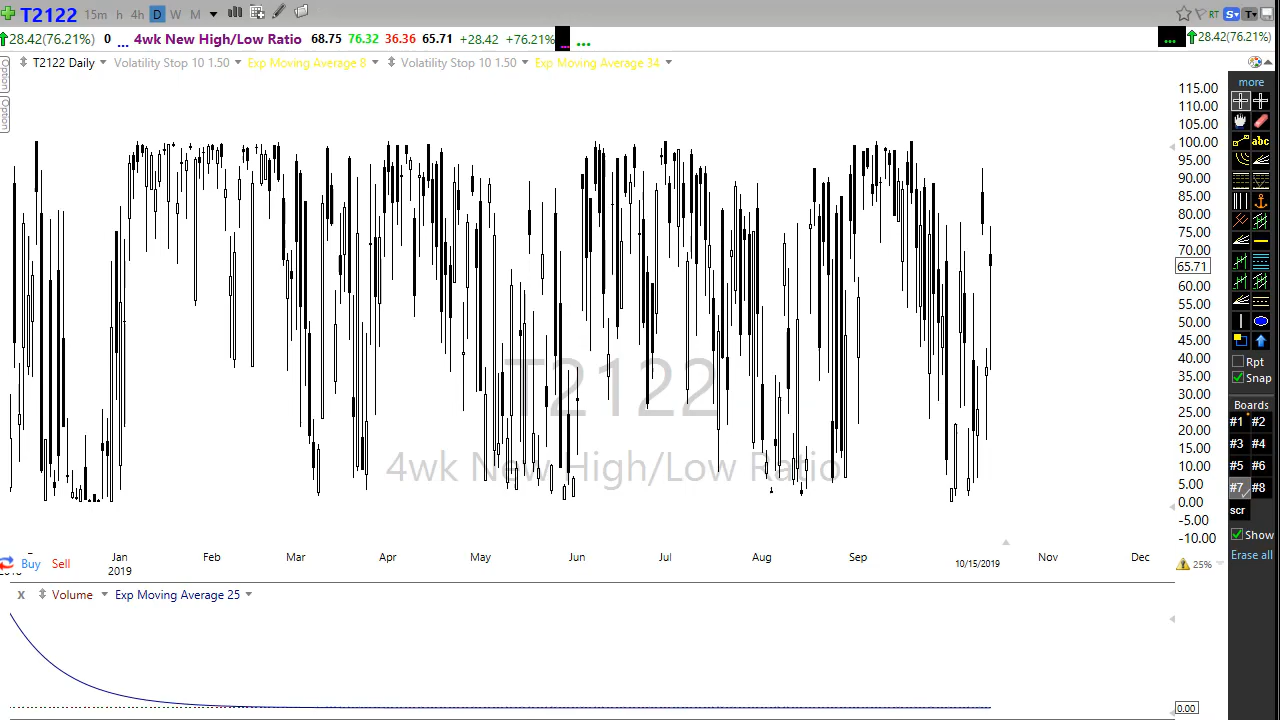 T2122 15m h 4h D W M RT S T
28.42(76.21%) 0 ... 4wk New High/Low Ratio 68.75 76.32 36.36 65.71 +28.42 +76.21% ... ... ... 28.42(76.21%)
Option
Option
T2122 Daily Volatility Stop 10 1.50 Exp Moving Average 8 Volatility Stop 10 1.50 Exp Moving Average 34
115.00
110.00
105.00
100.00
95.00
90.00
85.00
80.00
75.00
70.00
65.71
60.00
55.00
50.00
45.00
40.00
35.00
30.00
25.00
20.00
15.00
10.00
5.00
0.00
-5.00
-10.00
T2122
4wk New High/Low Ratio
more
abc
Rpt
Snap
Boards
#1 #2
#3 #4
#5 #6
#7 #8
scr
Show
Erase all
Jan Feb Mar Apr May Jun Jul Aug Sep 10/15/2019 Nov Dec
Buy Sell 25%
2019
X Volume Exp Moving Average 25
0.00